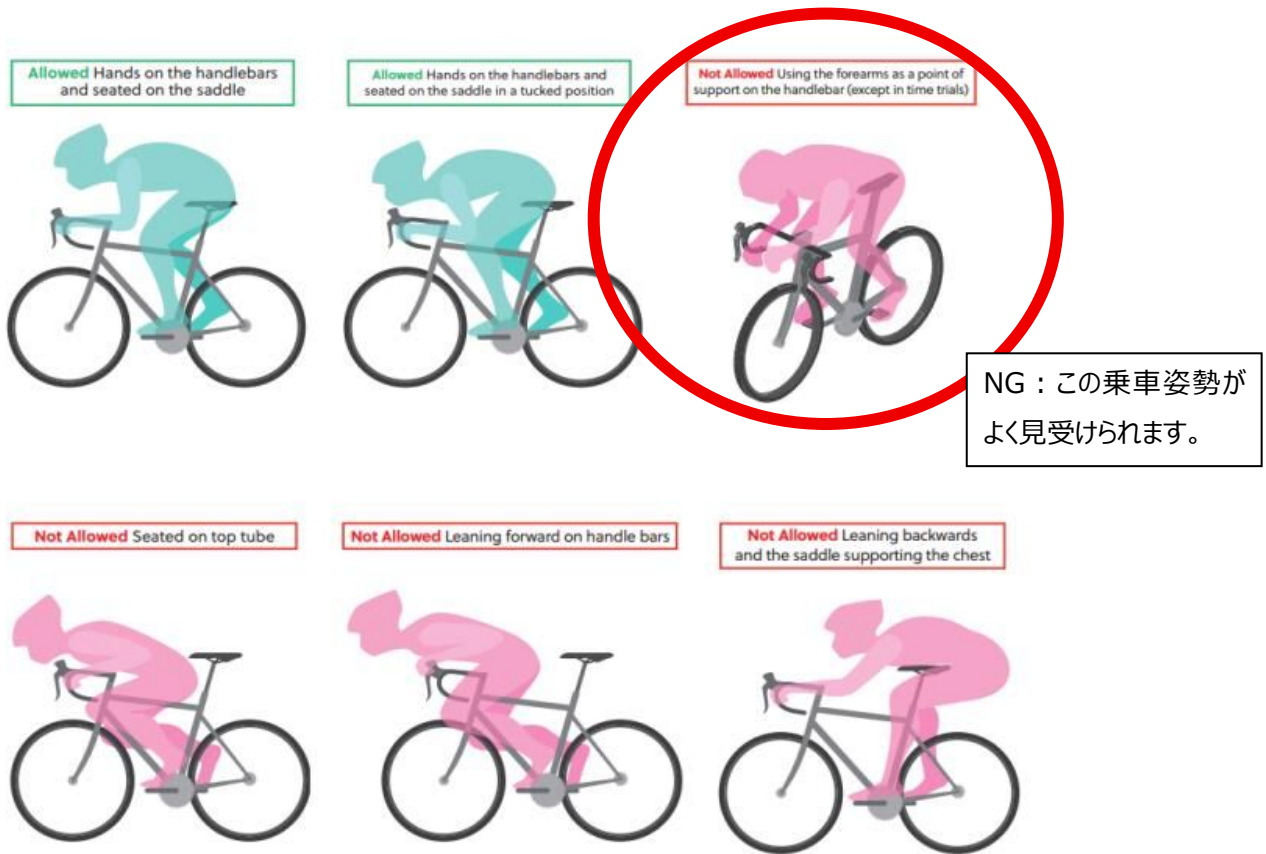 Allowed Hands on the handlebars
and seated on the saddle
Allowed Hands on the handlebars and
seated on the saddle in a tucked position
Not Allowed Using the forearms as a point of
support on the handlebar (except in time trials)
NG：この乗車姿勢が
よく見受けられます。
Not Allowed Seated on top tube
Not Allowed Leaning forward on handle bars
Not Allowed Leaning backwards
and the saddle supporting the chest